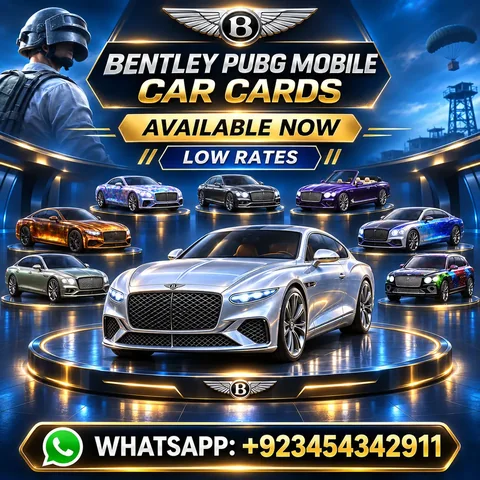 B
BENTLEY PUBG MOBILE
CAR CARDS
AVAILABLE NOW
// LOW RATES //
B
WHATSAPP: +923454342911